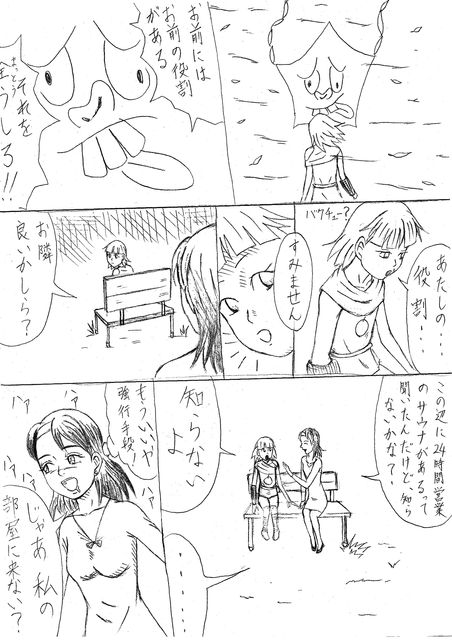 お前には
お前の役割
がある
それを
まっとう
全うしろ!!
バクチュー?
あたしの・・
役割・・・
すみません
お隣
良いかしら?
この辺に24時間営業
のサウナがあるって
聞いたんだけど、知ら
ないかな?
知らない
よ
・・・・・・
もういいや
強行手段
ハァ
ハァ
ハァ
ハァ
じゃあ 私の
部屋に来ない?